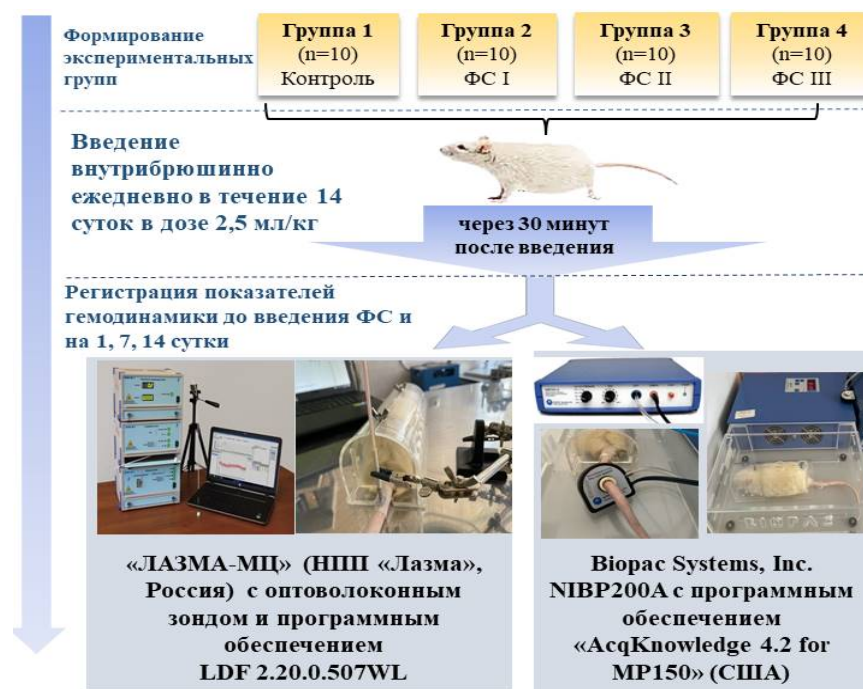 Формирование
экспериментальных
групп
Группа 1
(n=10)
Контроль
Группа 2
(n=10)
ФС I
Группа 3
(n=10)
ФС II
Группа 4
(n=10)
ФС III
Введение
внутрибрюшинно
ежедневно в течение 14
суток в дозе 2,5 мл/кг
через 30 минут
после введения
Регистрация показателей
гемодинамики до введения ФС и
на 1, 7, 14 сутки
BIOPAC
«ЛАЗМА-МЦ» (НПП «Лазма»,
Россия) с оптоволоконным
зондом и программным
обеспечением
LDF 2.20.0.507WL
Biopac Systems, Inc.
NIBP200A с программным
обеспечением
«AcqKnowledge 4.2 for
MP150» (США)